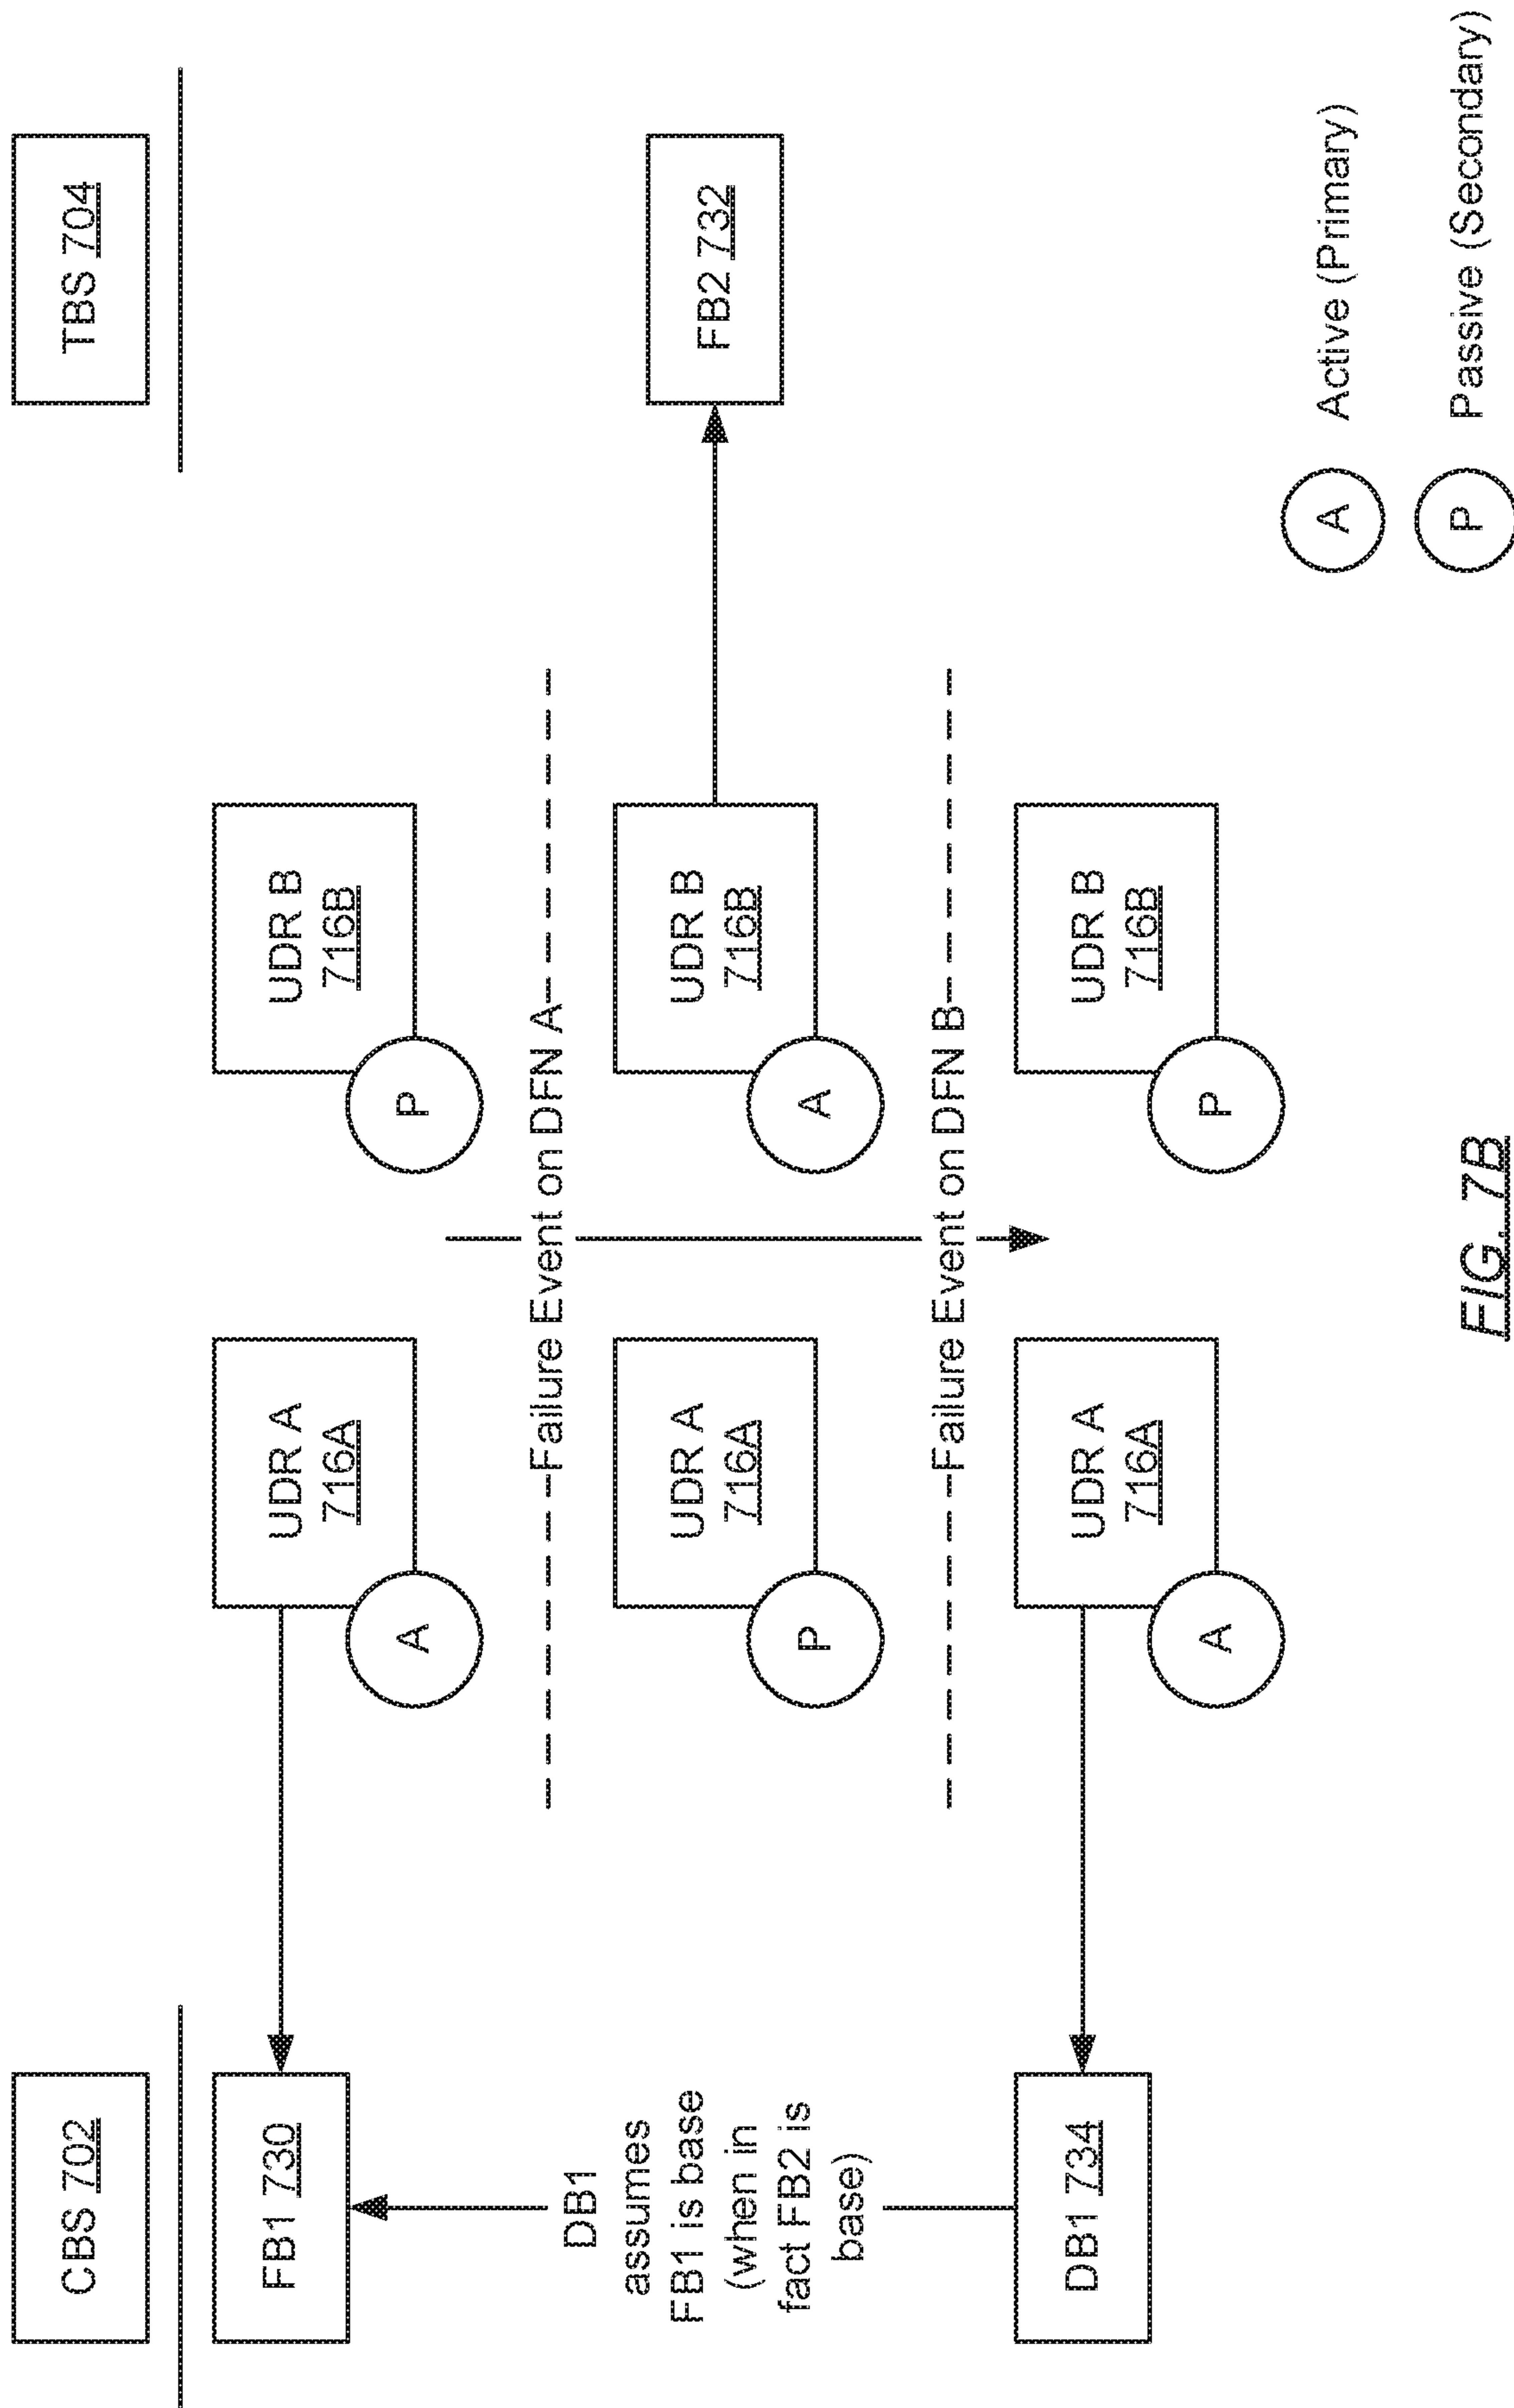 CBS 702
TBS 704
FB1 730
UDR A
716A
A
UDR B
716B
P
Failure Event on DFN A
DB1
assumes
FB1 is base
(when in
fact FB2 is
base)
UDR A
716A
P
UDR B
716B
A
FB2 732
Failure Event on DFN B
DB1 734
UDR A
716A
A
UDR B
716B
P
A Active (Primary)
P Passive (Secondary)
FIG. 7B